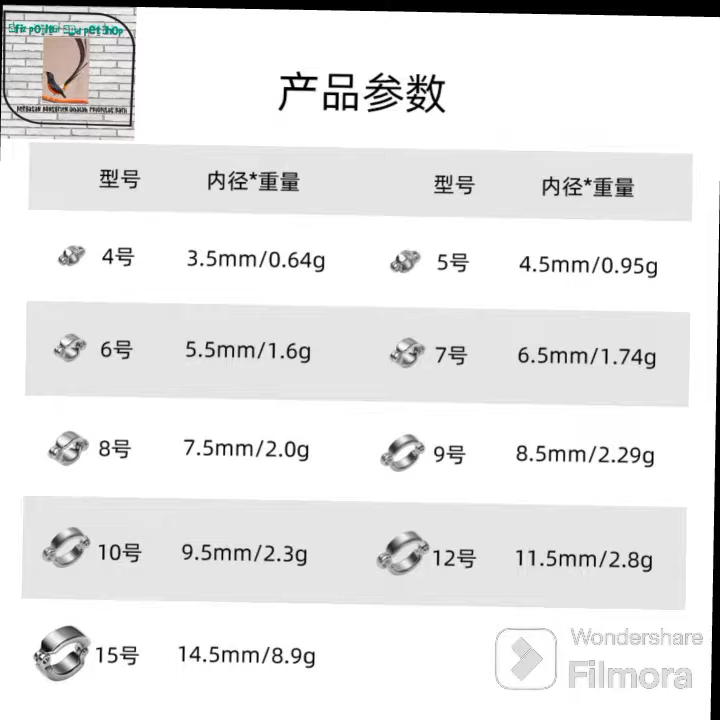 pet shop
产品参数
型号 内径*重量 型号 内径*重量
4号 3.5mm/0.64g 5号 4.5mm/0.95g
6号 5.5mm/1.6g 7号 6.5mm/1.74g
8号 7.5mm/2.0g 9号 8.5mm/2.29g
10号 9.5mm/2.3g 12号 11.5mm/2.8g
15号 14.5mm/8.9g
Wondershare
Filmora